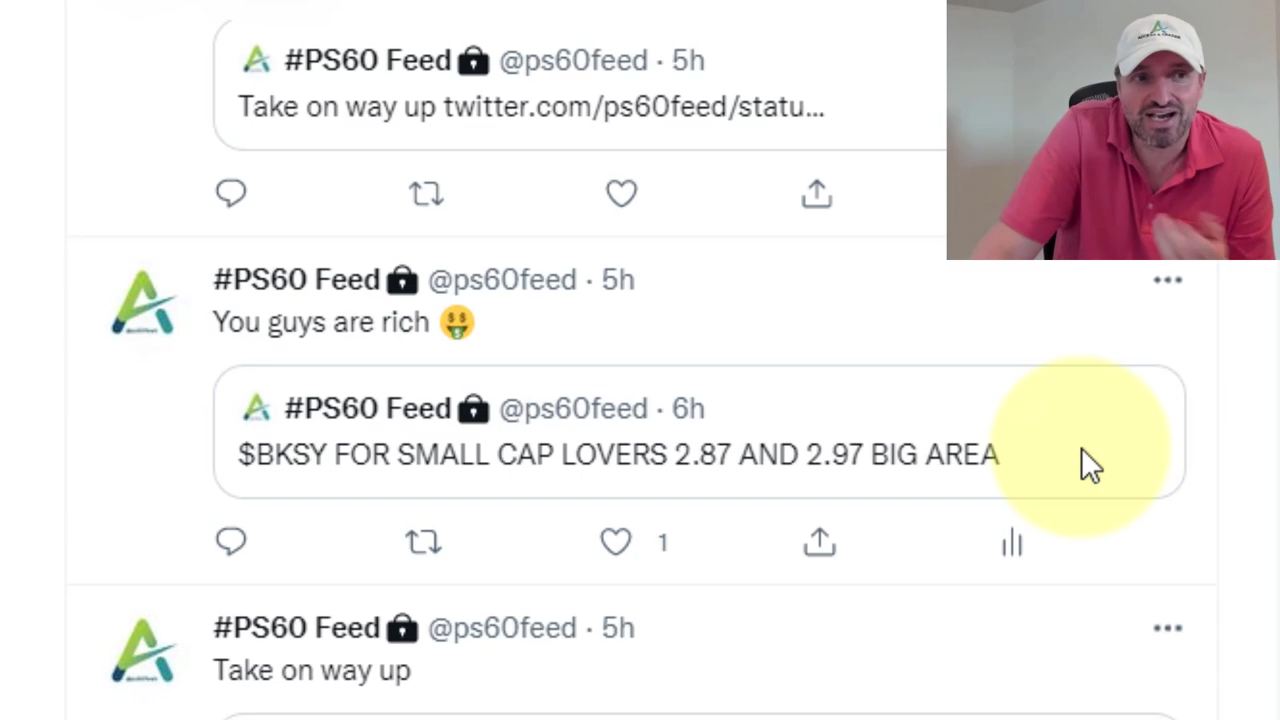 #PS60 Feed @ps60feed · 5h
Take on way up twitter.com/ps60feed/statu...
#PS60 Feed @ps60feed · 5h
You guys are rich 🤑
#PS60 Feed @ps60feed · 6h
$BKSY FOR SMALL CAP LOVERS 2.87 AND 2.97 BIG AREA
1
#PS60 Feed @ps60feed · 5h
Take on way up